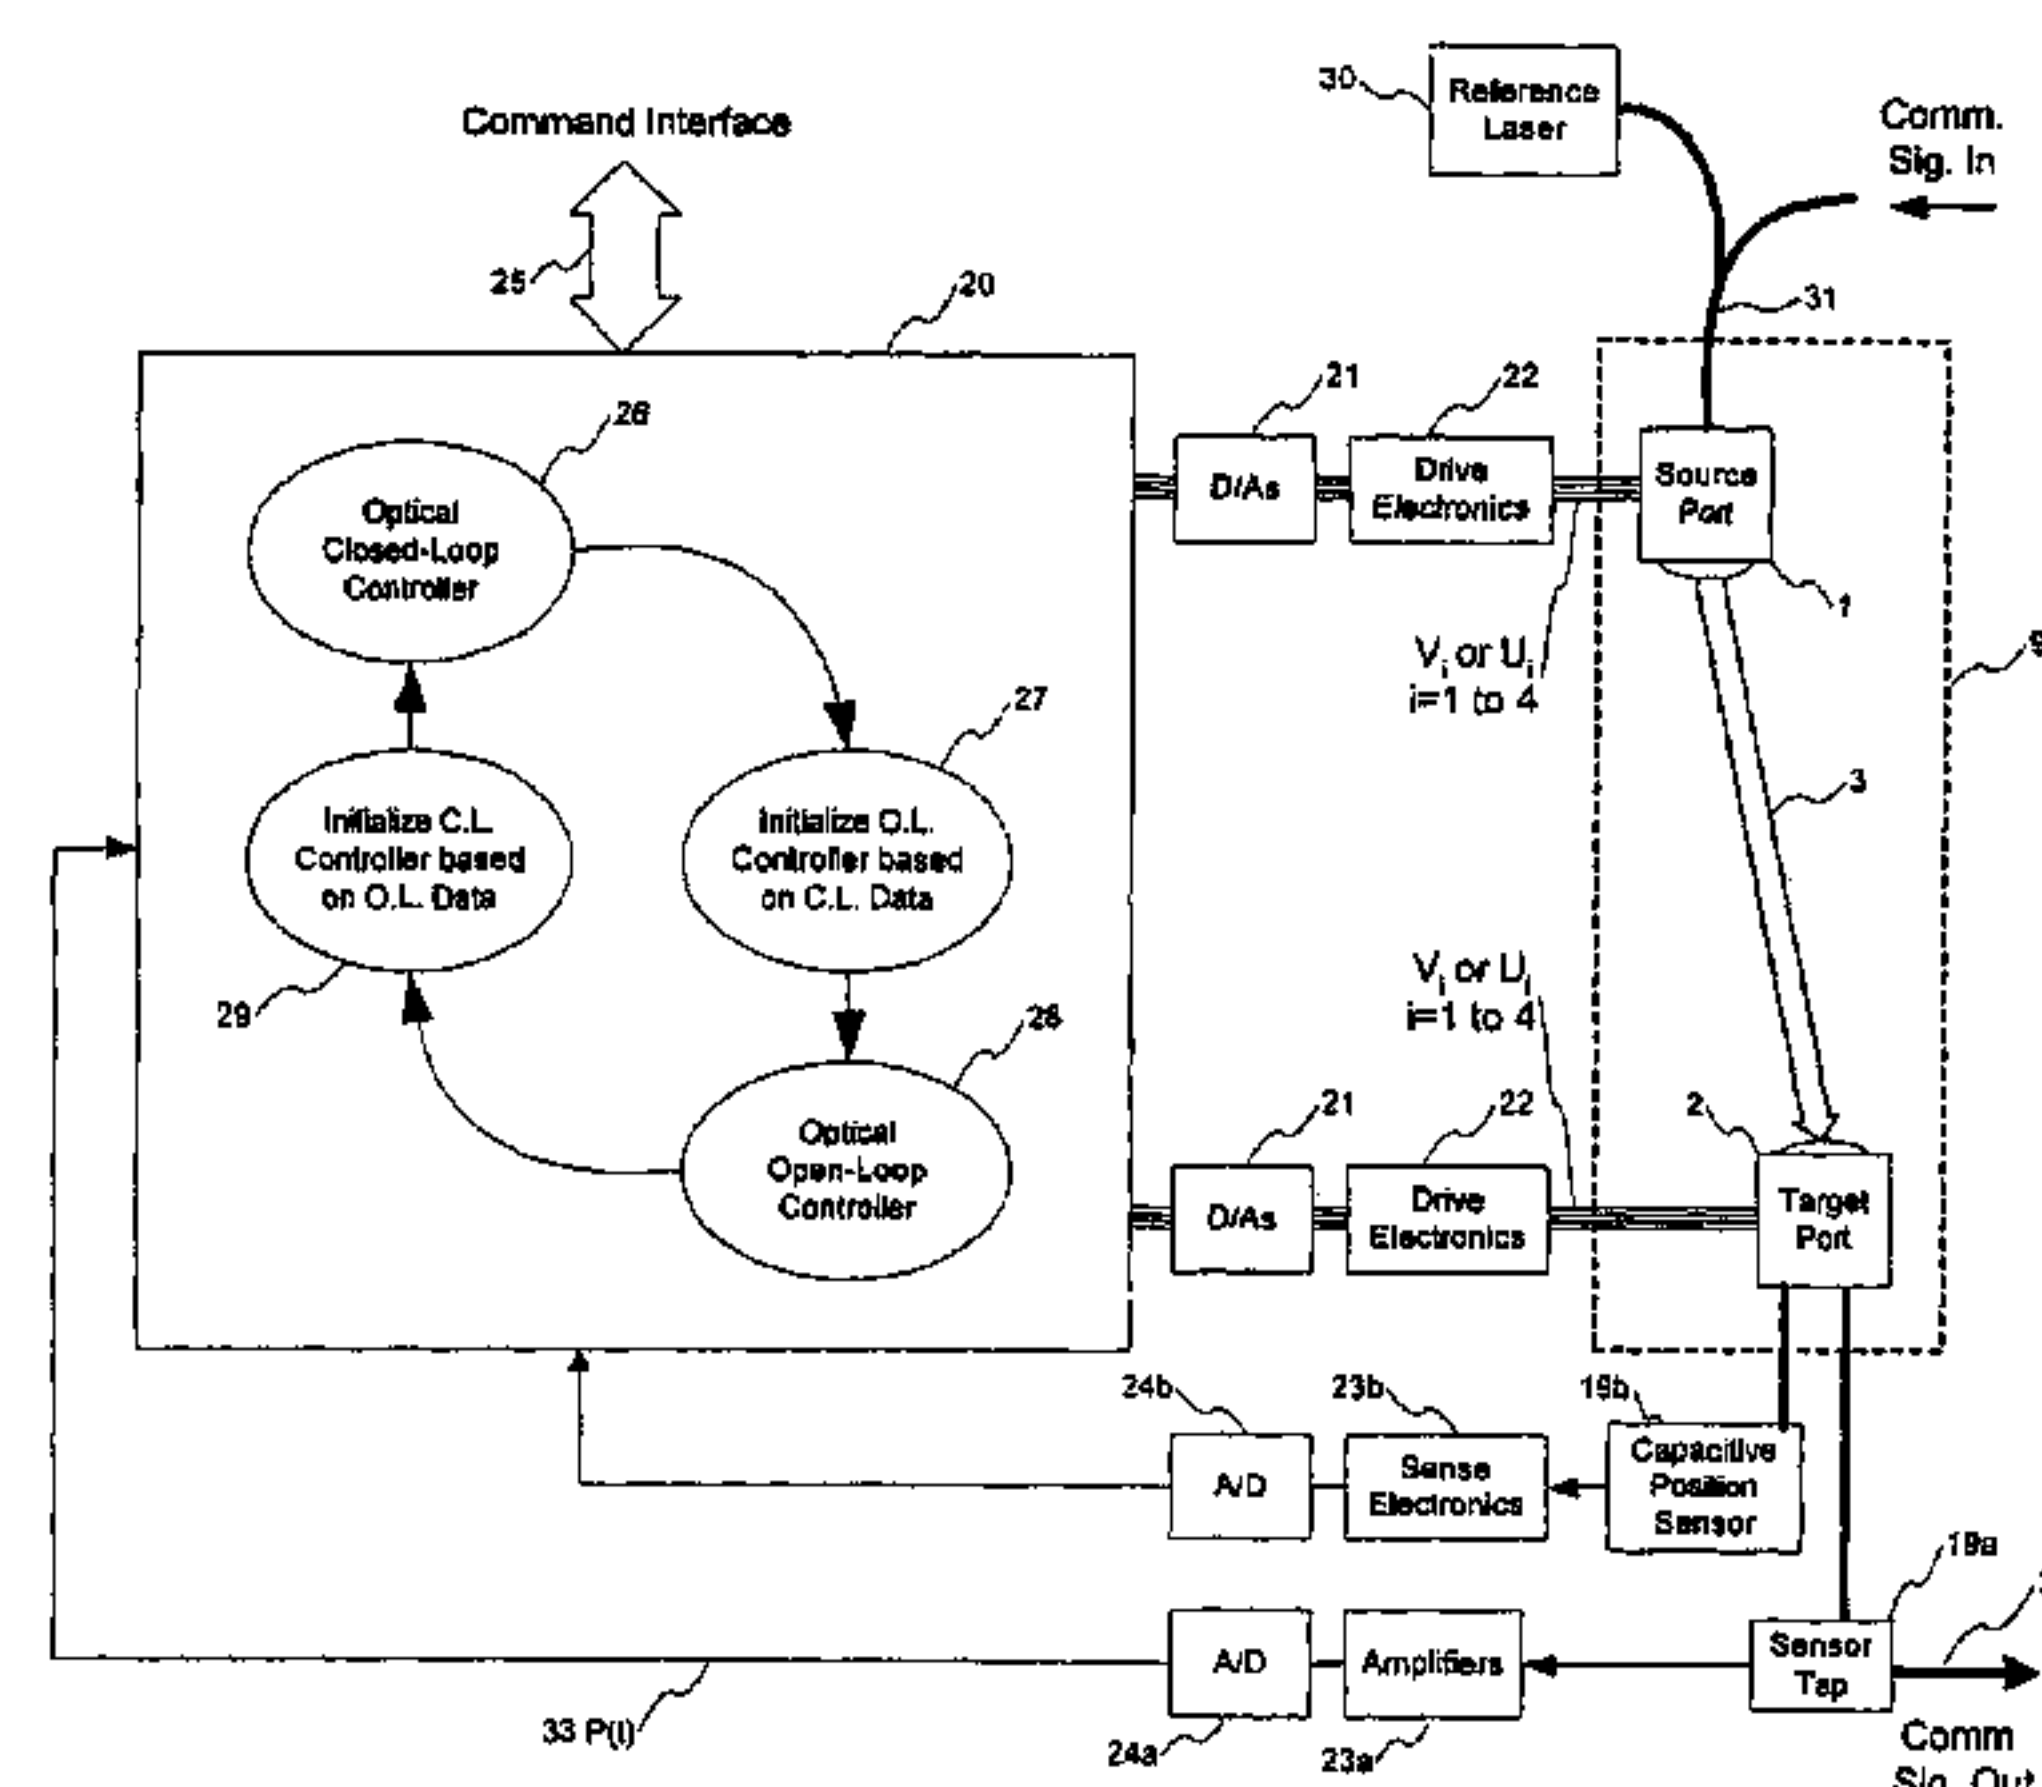 30
Reference
Laser
Comm.
Sig. In
Command Interface
25
20
31
21
22
26
D/As
Drive
Electronics
Source
Port
Optical
Closed-Loop
Controller
1
9
V_i or U_i
i=1 to 4
27
3
Initialize C.L.
Controller based
on O.L. Data
Initialize O.L.
Controller based
on C.L. Data
29
28
V_i or U_i
i=1 to 4
21
22
2
Optical
Open-Loop
Controller
D/As
Drive
Electronics
Target
Port
24b
23b
19b
A/D
Sense
Electronics
Capacitive
Position
Sensor
19a
A/D
Amplifiers
Sensor
Tap
33 P(t)
24a
23a
Comm
Sig. Out